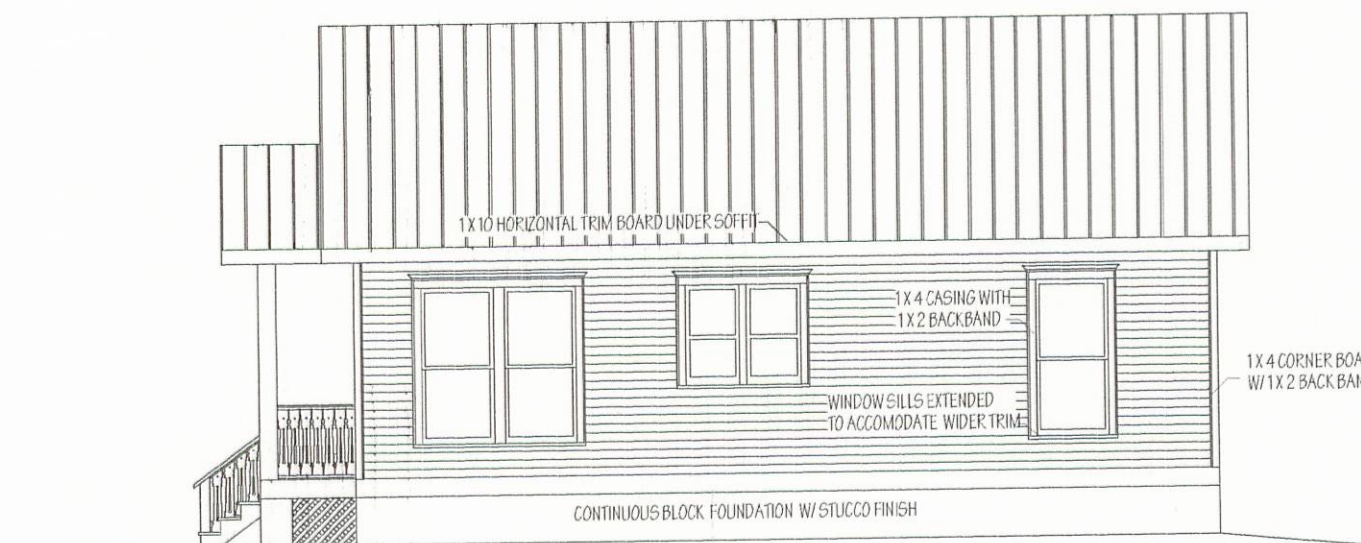 1 X 10 HORIZONTAL TRIM BOARD UNDER SOFFIT
1 X 4 CASING WITH
1 X 2 BACKBAND
1 X 4 CORNER BOA
W/ 1 X 2 BACK BAN
WINDOW SILLS EXTENDED
TO ACCOMODATE WIDER TRIM
CONTINUOUS BLOCK FOUNDATION W/ STUCCO FINISH